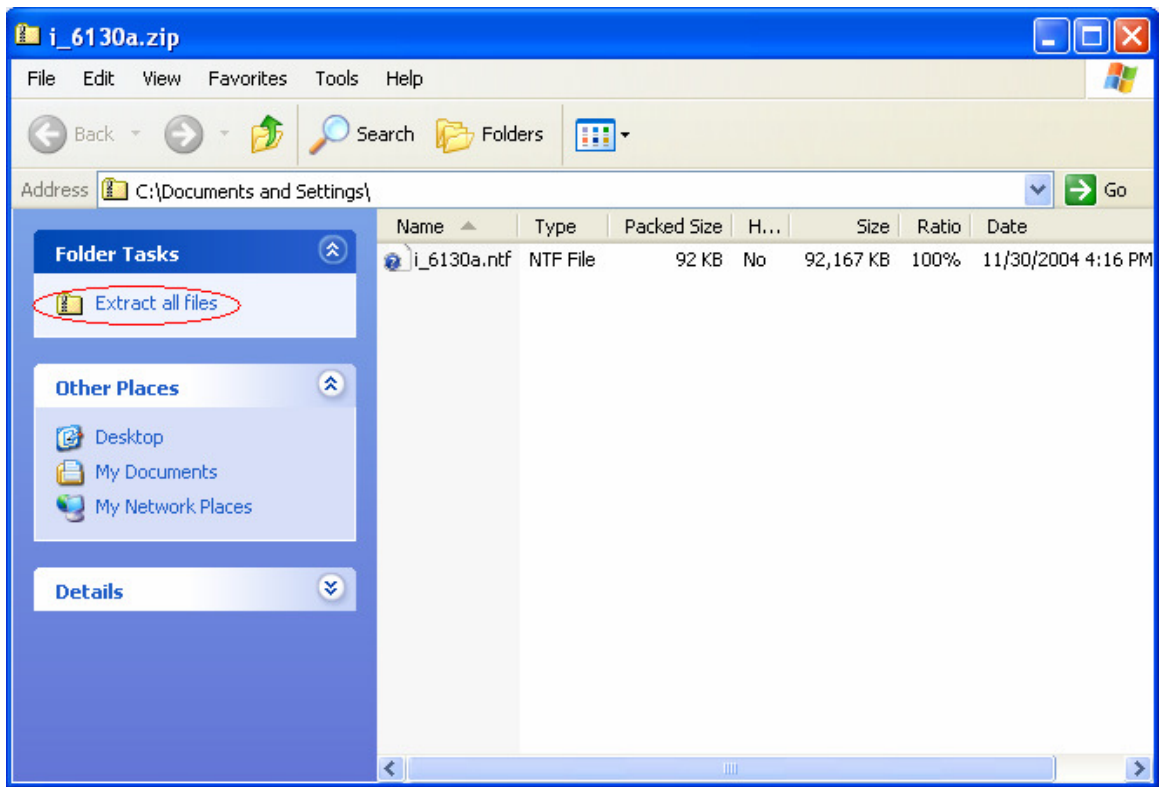 i_6130a.zip
File Edit View Favorites Tools Help
Back Search Folders
Address C:\Documents and Settings\ Go
Name Type Packed Size H... Size Ratio Date
i_6130a.ntf NTF File 92 KB No 92,167 KB 100% 11/30/2004 4:16 PM
Folder Tasks
Extract all files
Other Places
Desktop
My Documents
My Network Places
Details